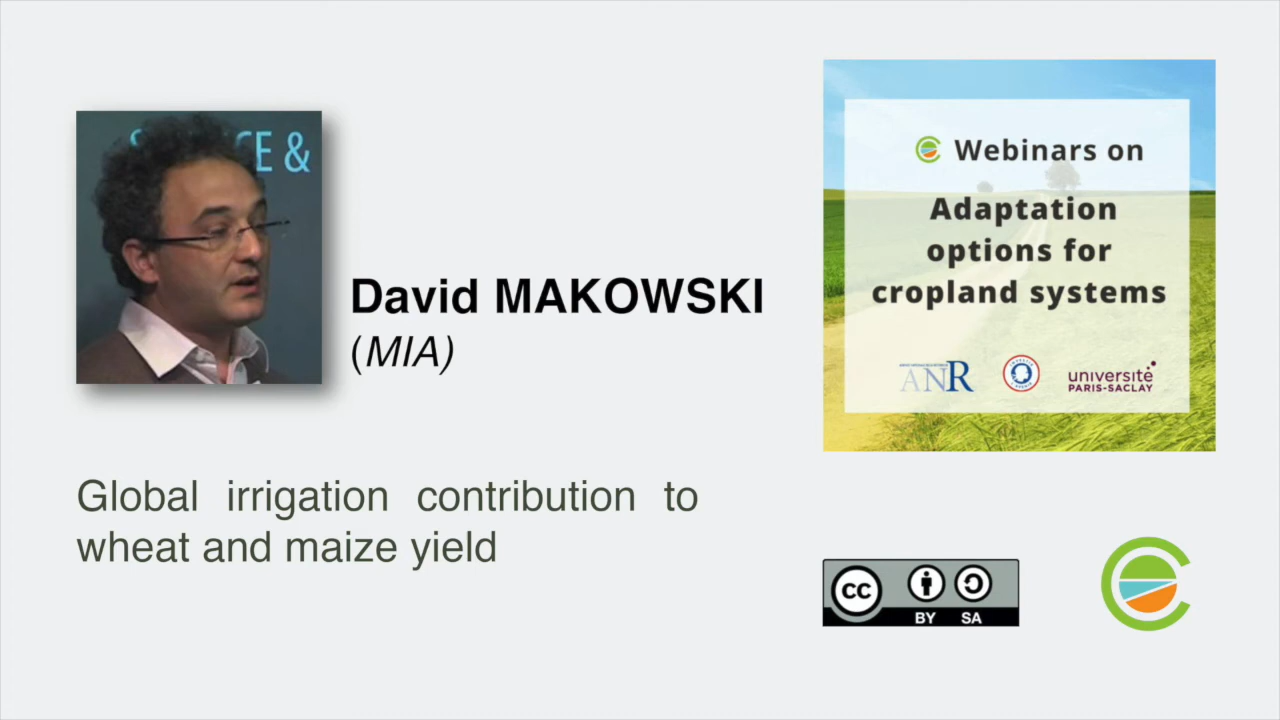 E &
David MAKOWSKI
(MIA)
Global irrigation contribution to
wheat and maize yield
Webinars on
Adaptation
options for
cropland systems
ANR
université
PARIS-SACLAY
CC
BY SA